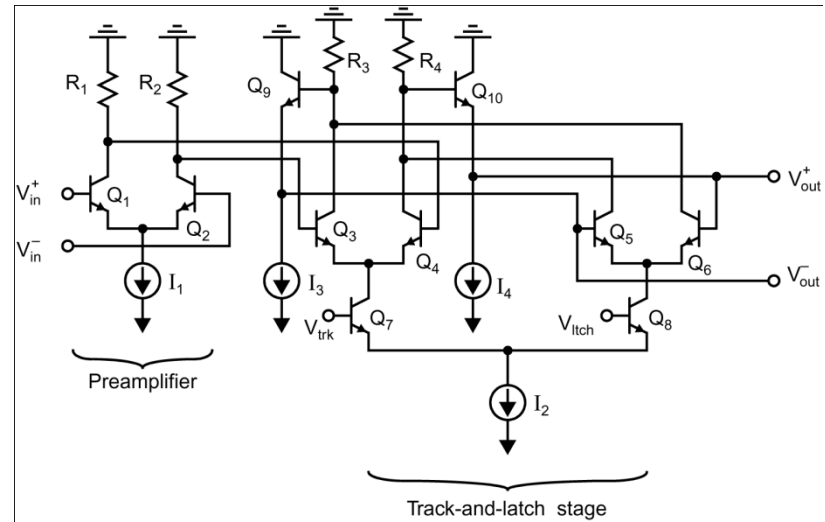 R₁
R₂
Q₉
R₃
R₄
Q₁₀
V⁺in
Q₁
V⁻in
Q₂
Q₃
Q₄
Q₅
Q₆
V⁺out
V⁻out
I₁
I₃
I₄
Vtrk
Q₇
Vltch
Q₈
I₂
Preamplifier
Track-and-latch stage